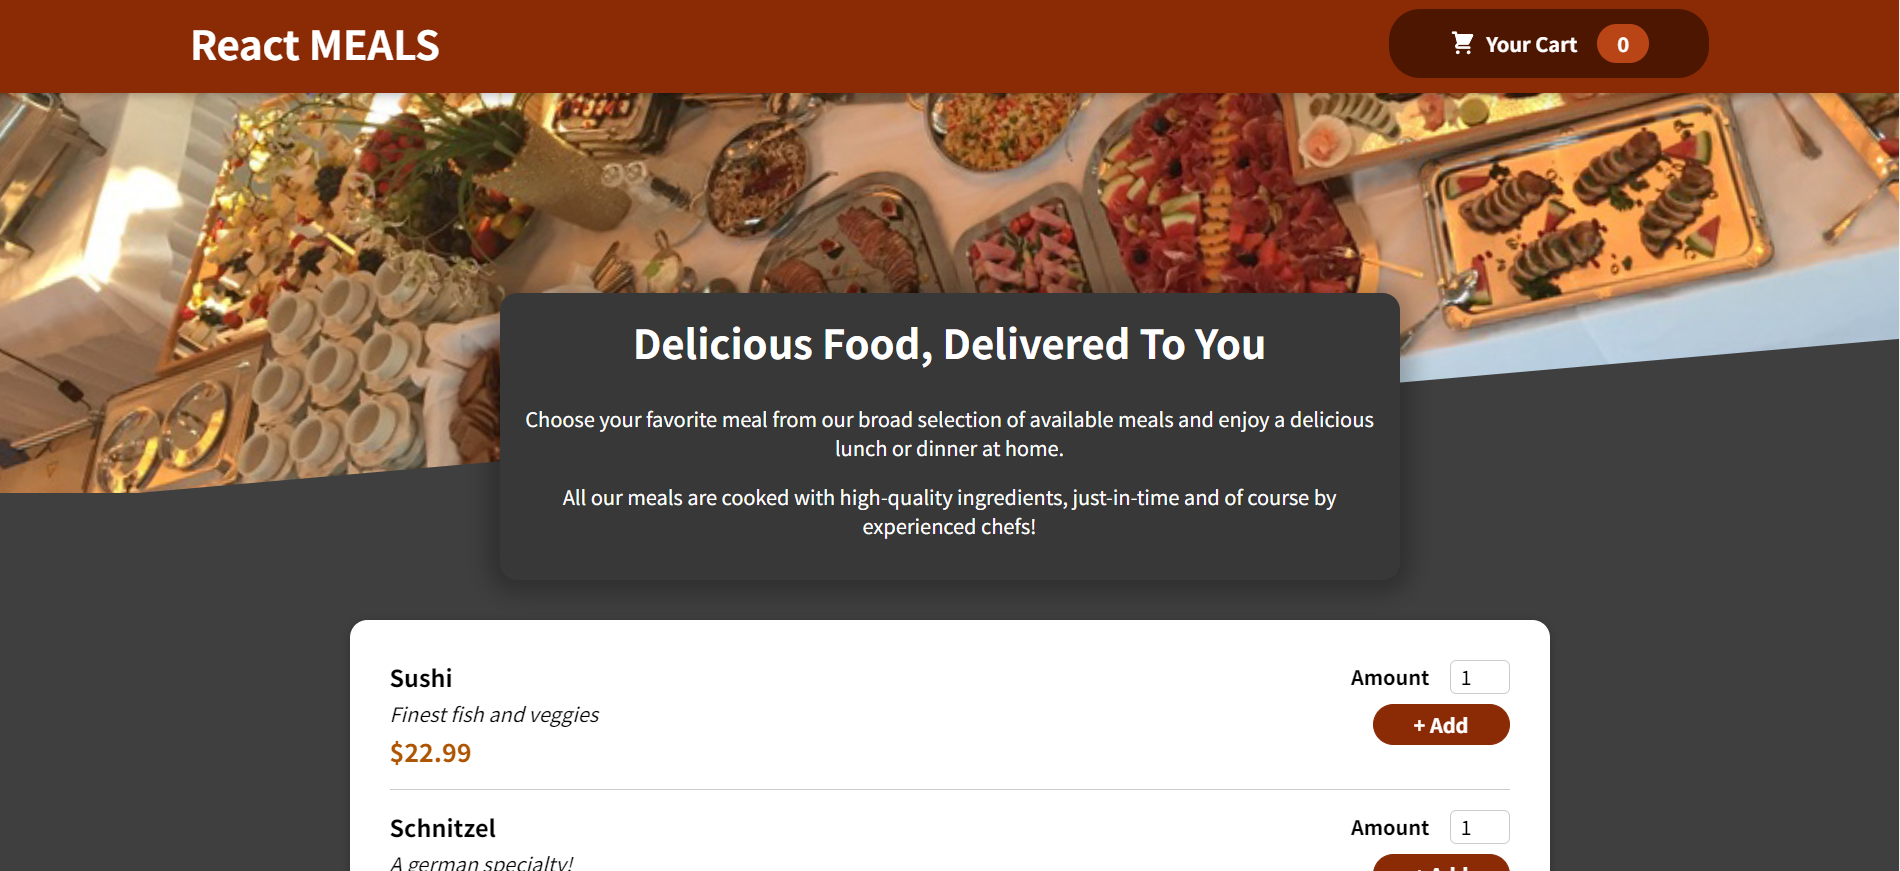 React MEALS
Your Cart 0
Delicious Food, Delivered To You
Choose your favorite meal from our broad selection of available meals and enjoy a delicious
lunch or dinner at home.
All our meals are cooked with high-quality ingredients, just-in-time and of course by
experienced chefs!
Sushi
Amount 1
Finest fish and veggies
+ Add
$22.99
Schnitzel
Amount 1
A german specialty!
+ Add